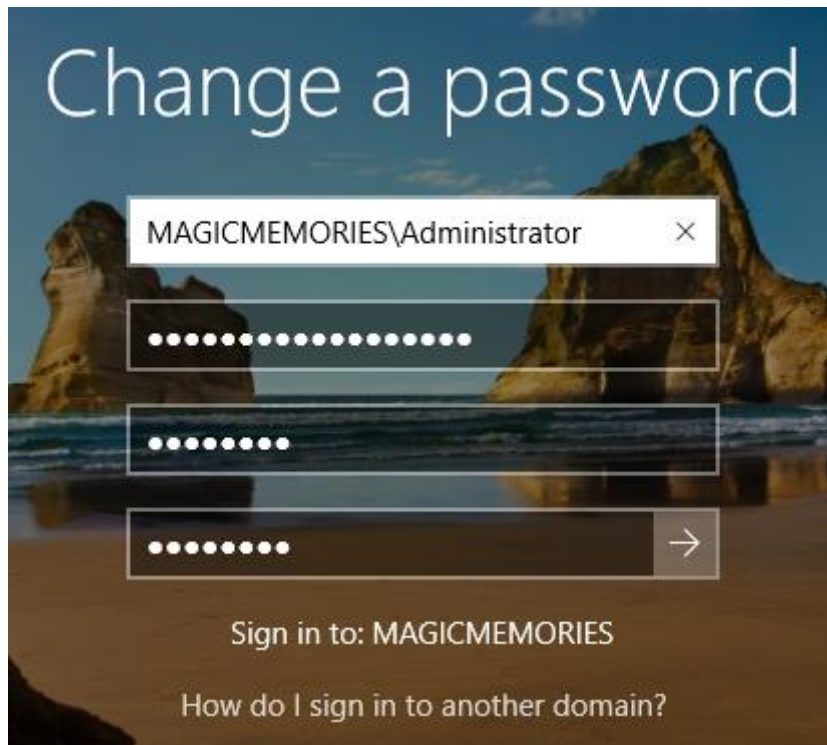 Change a password
MAGICMEMORIES\Administrator
••••••••••••••••••
••••••••
••••••••
Sign in to: MAGICMEMORIES
How do I sign in to another domain?